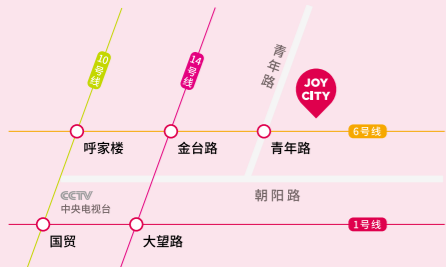 10号线
14号线
青年路
JOY
CITY
6号线
呼家楼
金台路
青年路
CCTV
中央电视台
朝阳路
1号线
国贸
大望路